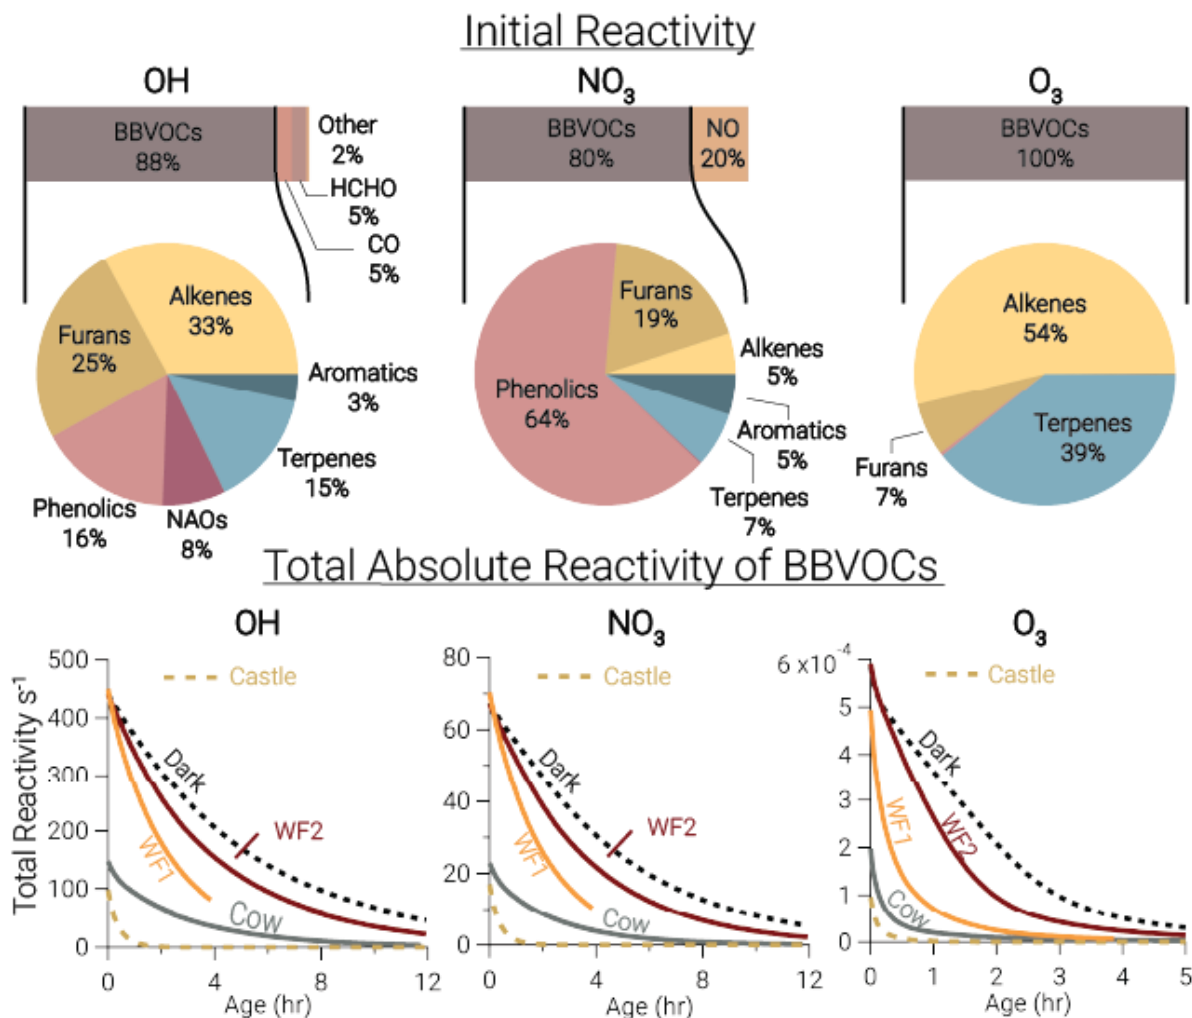 Initial Reactivity
OH
BBVOCs
88%
Other
2%
HCHO
5%
CO
5%
Alkenes
33%
Furans
25%
Aromatics
3%
Terpenes
15%
Phenolics
16%
NAOs
8%
NO3
BBVOCs
80%
NO
20%
Furans
19%
Alkenes
5%
Phenolics
64%
Aromatics
5%
Terpenes
7%
O3
BBVOCs
100%
Alkenes
54%
Terpenes
39%
Furans
7%
Total Absolute Reactivity of BBVOCs
OH
Total Reactivity s-1
500
400
300
200
100
0
Castle
Dark
WF2
WF1
Cow
0
4
8
12
Age (hr)
NO3
80
60
40
20
0
Castle
Dark
WF2
WF1
Cow
0
4
8
12
Age (hr)
O3
6 x10-4
5
4
3
2
1
0
Castle
Dark
WF1
WF2
Cow
0
1
2
3
4
5
Age (hr)